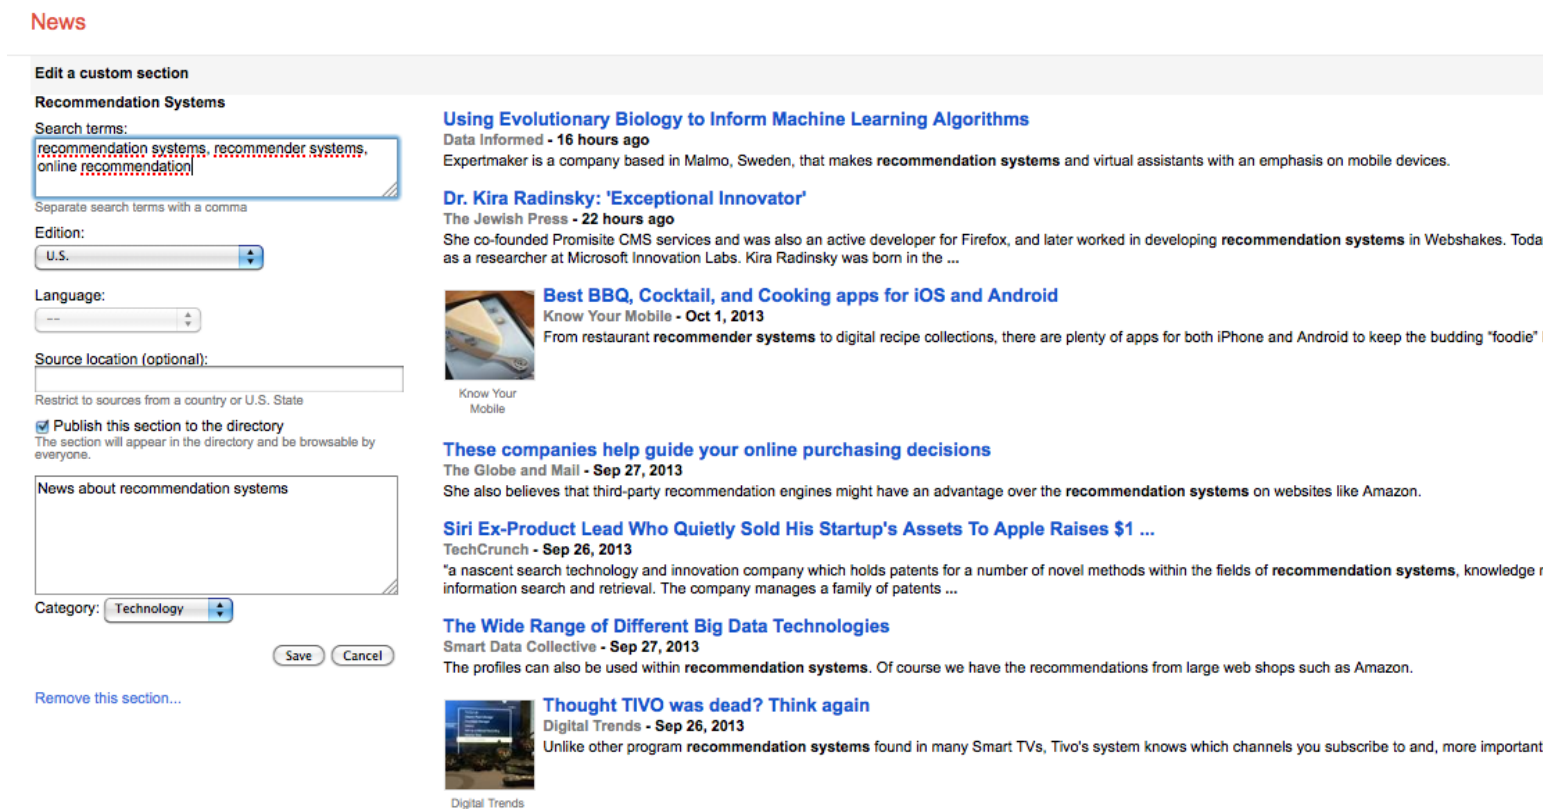 News
Edit a custom section
Recommendation Systems
Search terms:
recommendation systems, recommender systems,
online recommendation
Separate search terms with a comma
Edition:
U.S.
Language:
--
Source location (optional):
Restrict to sources from a country or U.S. State
Publish this section to the directory
The section will appear in the directory and be browsable by
everyone.
News about recommendation systems
Category: Technology
Save Cancel
Remove this section...
Using Evolutionary Biology to Inform Machine Learning Algorithms
Data Informed - 16 hours ago
Expertmaker is a company based in Malmo, Sweden, that makes recommendation systems and virtual assistants with an emphasis on mobile devices.
Dr. Kira Radinsky: 'Exceptional Innovator'
The Jewish Press - 22 hours ago
She co-founded Promisite CMS services and was also an active developer for Firefox, and later worked in developing recommendation systems in Webshakes. Toda
as a researcher at Microsoft Innovation Labs. Kira Radinsky was born in the ...
Best BBQ, Cocktail, and Cooking apps for iOS and Android
Know Your Mobile - Oct 1, 2013
From restaurant recommender systems to digital recipe collections, there are plenty of apps for both iPhone and Android to keep the budding "foodie"
Know Your
Mobile
These companies help guide your online purchasing decisions
The Globe and Mail - Sep 27, 2013
She also believes that third-party recommendation engines might have an advantage over the recommendation systems on websites like Amazon.
Siri Ex-Product Lead Who Quietly Sold His Startup's Assets To Apple Raises $1 ...
TechCrunch - Sep 26, 2013
"a nascent search technology and innovation company which holds patents for a number of novel methods within the fields of recommendation systems, knowledge
information search and retrieval. The company manages a family of patents ...
The Wide Range of Different Big Data Technologies
Smart Data Collective - Sep 27, 2013
The profiles can also be used within recommendation systems. Of course we have the recommendations from large web shops such as Amazon.
Thought TIVO was dead? Think again
Digital Trends - Sep 26, 2013
Unlike other program recommendation systems found in many Smart TVs, Tivo's system knows which channels you subscribe to and, more important
Digital Trends